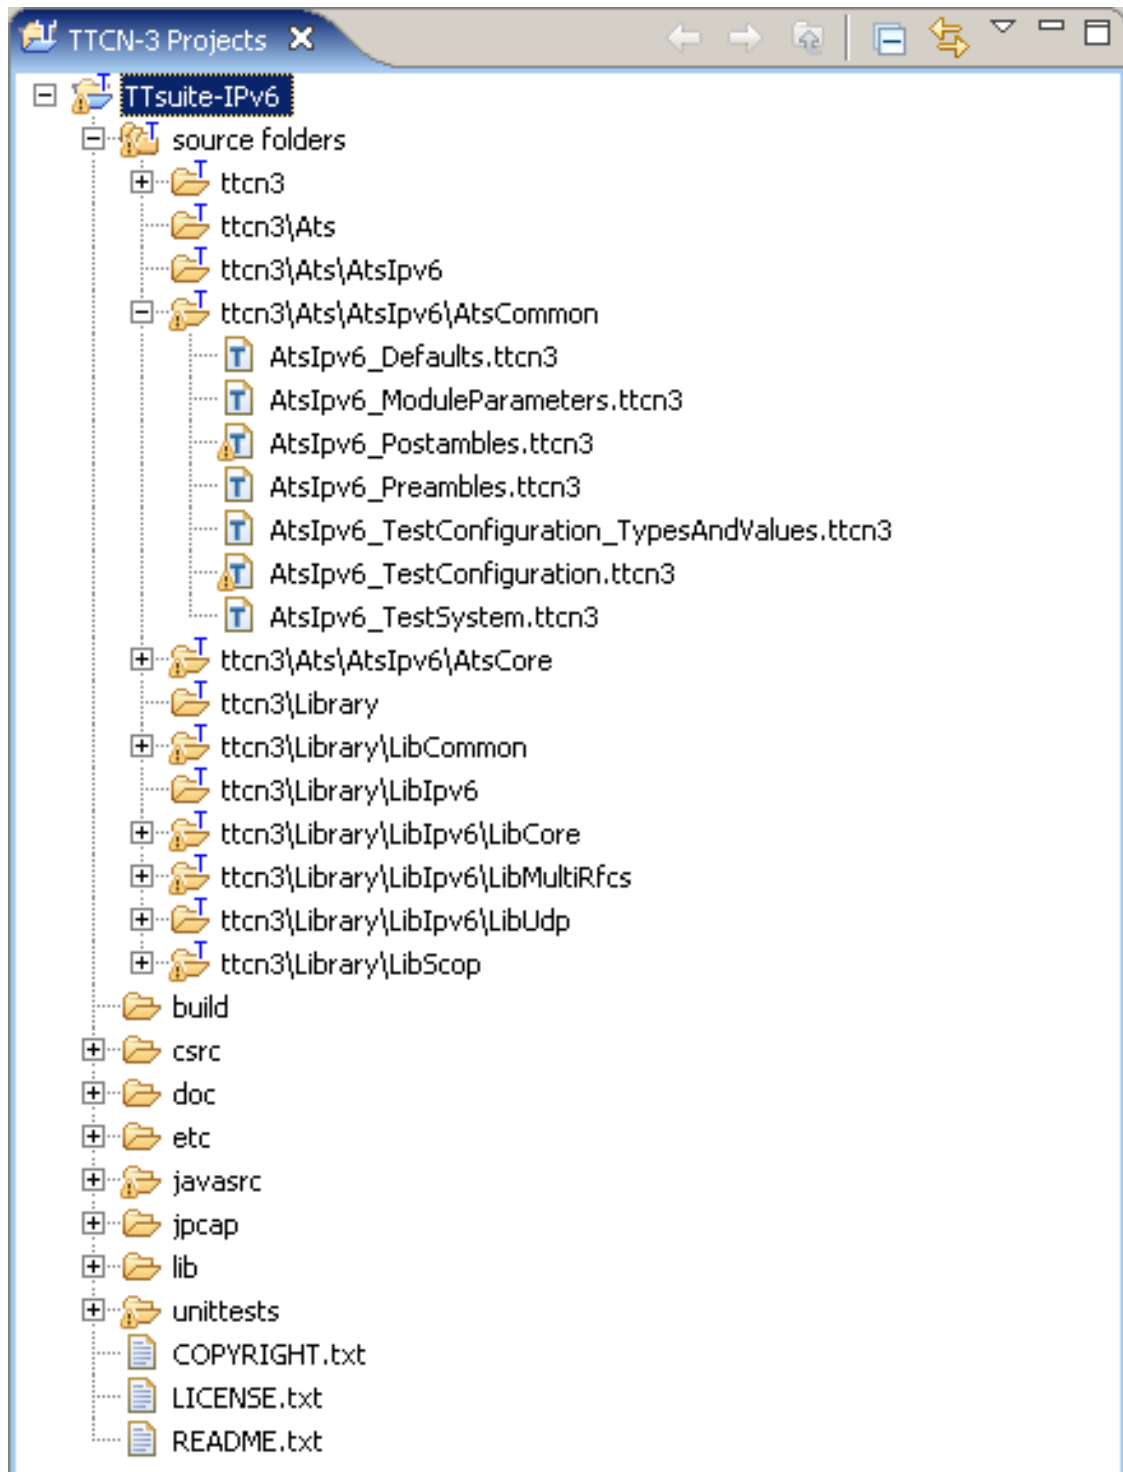 TTCN-3 Projects
TTsuite-IPv6
source folders
ttcn3
ttcn3\Ats
ttcn3\Ats\AtsIpv6
ttcn3\Ats\AtsIpv6\AtsCommon
AtsIpv6_Defaults.ttcn3
AtsIpv6_ModuleParameters.ttcn3
AtsIpv6_Postambles.ttcn3
AtsIpv6_Preambles.ttcn3
AtsIpv6_TestConfiguration_TypesAndValues.ttcn3
AtsIpv6_TestConfiguration.ttcn3
AtsIpv6_TestSystem.ttcn3
ttcn3\Ats\AtsIpv6\AtsCore
ttcn3\Library
ttcn3\Library\LibCommon
ttcn3\Library\LibIpv6
ttcn3\Library\LibIpv6\LibCore
ttcn3\Library\LibIpv6\LibMultiRfcs
ttcn3\Library\LibIpv6\LibUdp
ttcn3\Library\LibScop
build
csrc
doc
etc
javasrc
jpcap
lib
unittests
COPYRIGHT.txt
LICENSE.txt
README.txt